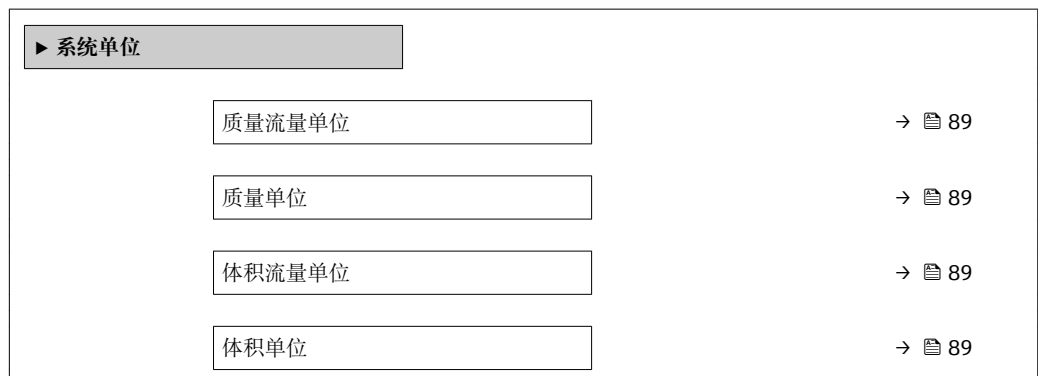 ▶ 系统单位
质量流量单位 → 89
质量单位 → 89
体积流量单位 → 89
体积单位 → 89